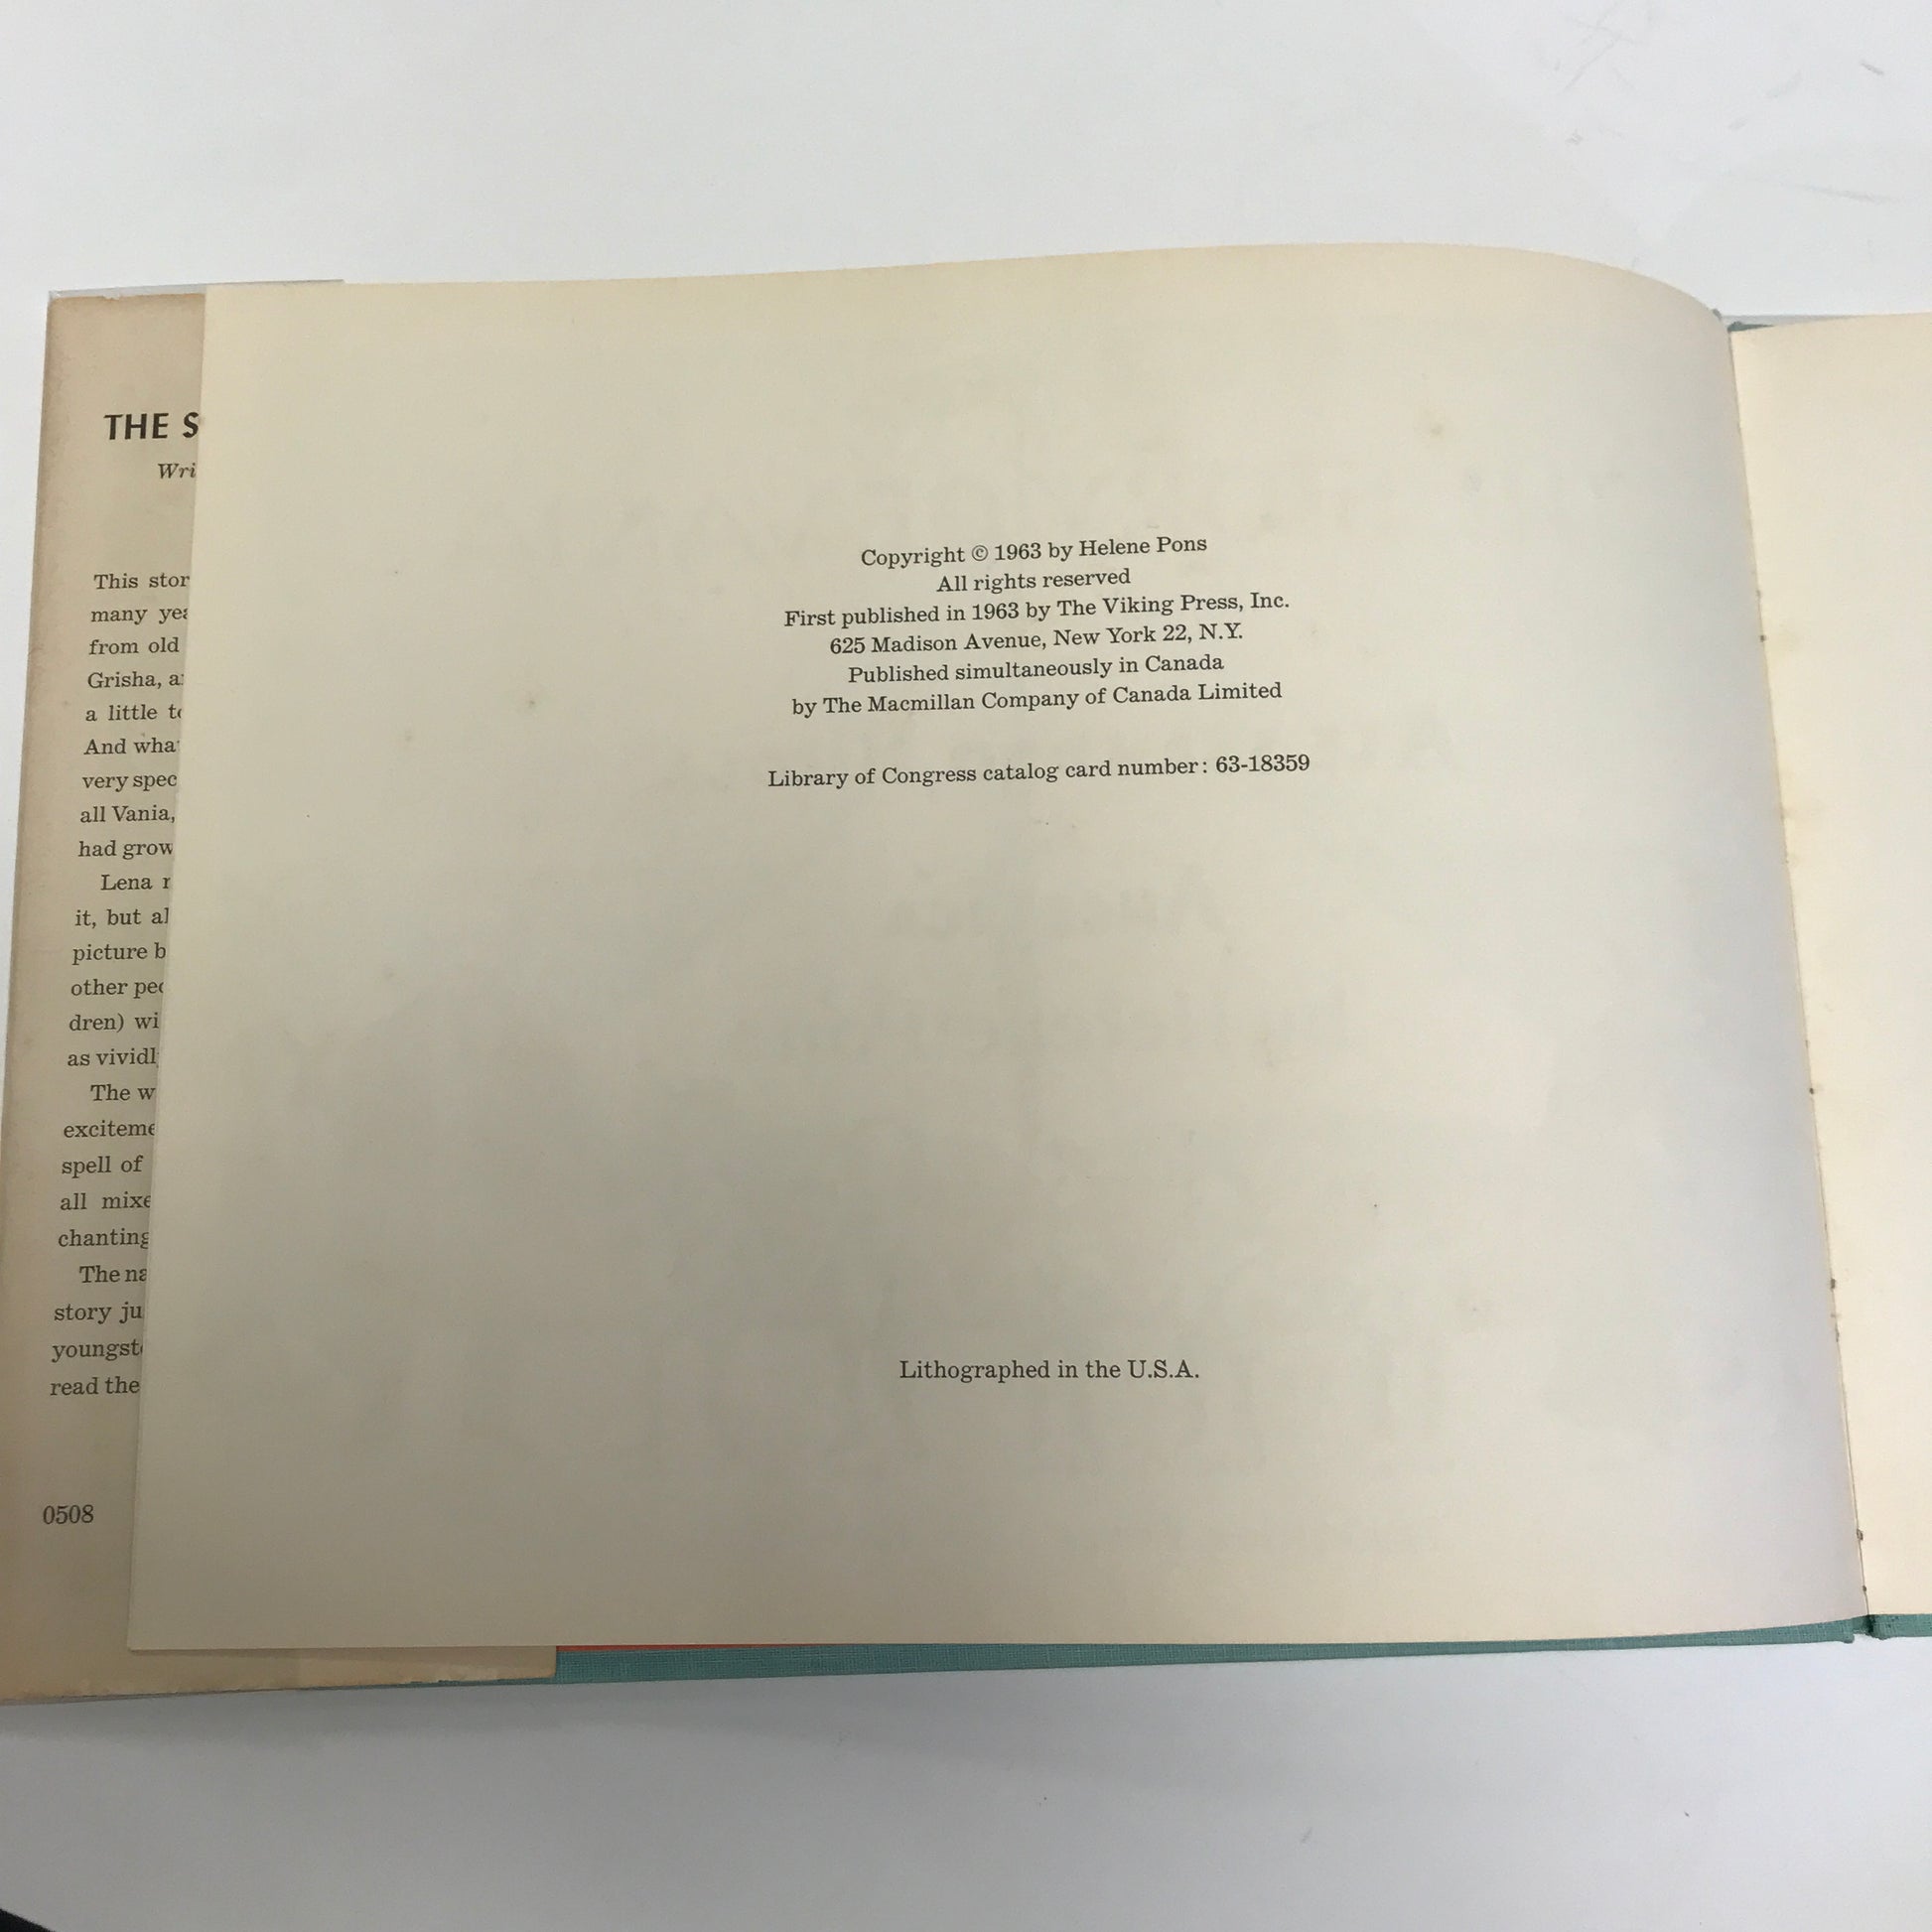 THE S
Wri
This stor
many yea
from old
Grisha, a
a little t
And wha
very spec
all Vania,
had grow
Lena r
it, but al
picture b
other pe
dren) wi
as vividl
The w
exciteme
spell of
all mixe
chanting
The na
story ju
youngst
read the
0508
Copyright © 1963 by Helene Pons
All rights reserved
First published in 1963 by The Viking Press, Inc.
625 Madison Avenue, New York 22, N.Y.
Published simultaneously in Canada
by The Macmillan Company of Canada Limited
Library of Congress catalog card number: 63-18359
Lithographed in the U.S.A.